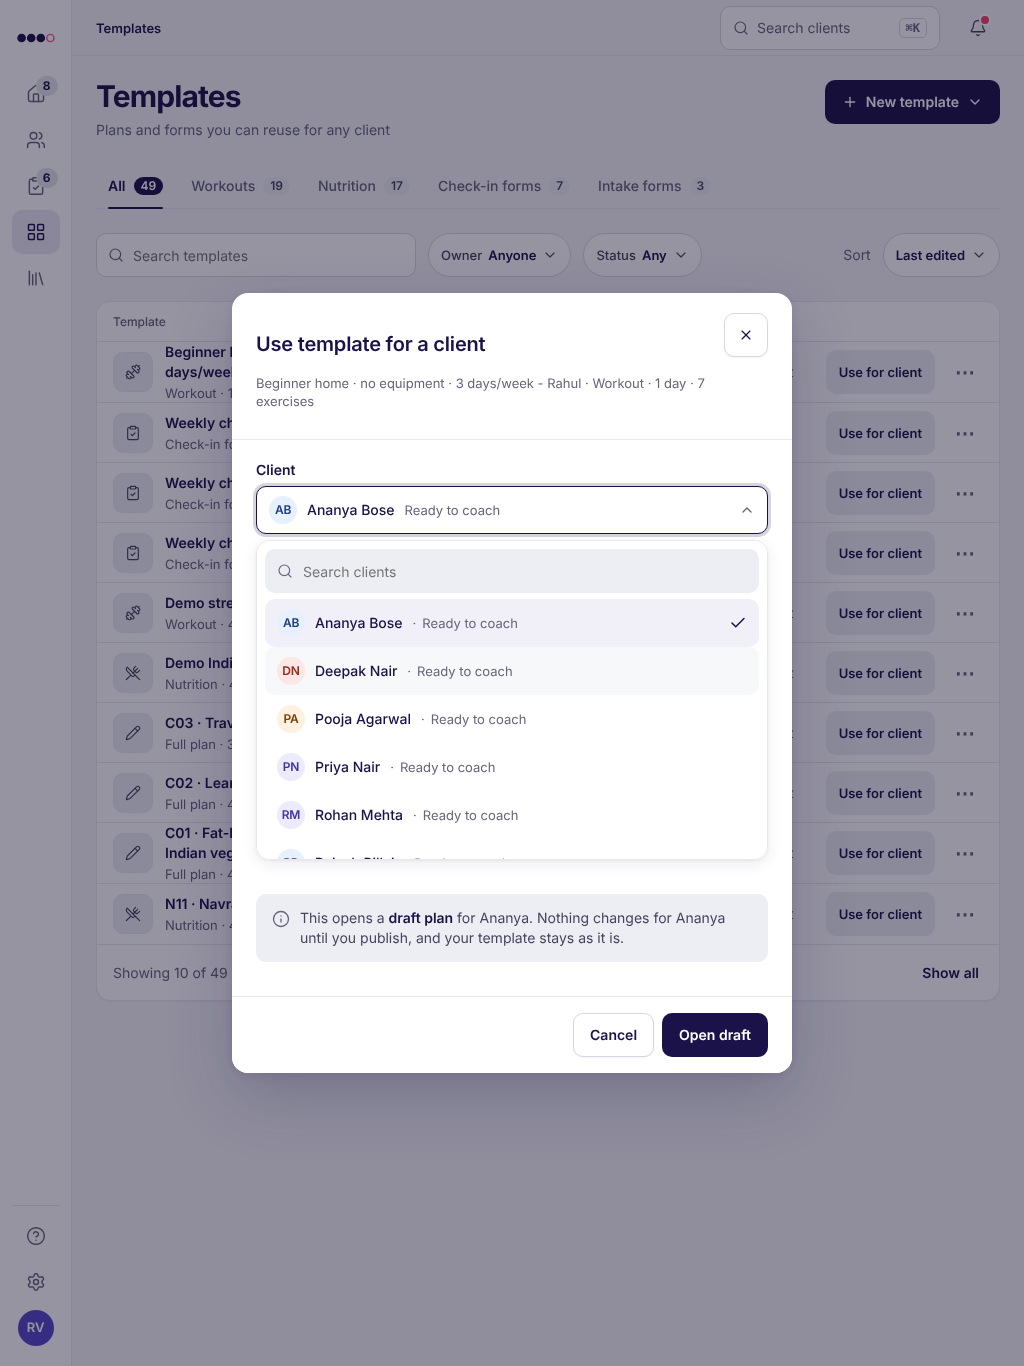 Templates
Search clients
⌘K
8
6
Templates
Plans and forms you can reuse for any client
New template
All 49
Workouts 19
Nutrition 17
Check-in forms 7
Intake forms 3
Search templates
Owner Anyone
Status Any
Sort
Last edited
Template
Beginner
days/wee
Workout · 1
Use for client
Weekly ch
Check-in fo
Use for client
Weekly ch
Check-in fo
Use for client
Weekly ch
Check-in fo
Use for client
Demo stre
Workout · 4
Use for client
Demo Indi
Nutrition · 4
Use for client
C03 · Trav
Full plan · 3
Use for client
C02 · Lear
Full plan · 4
Use for client
C01 · Fat-
Indian veg
Full plan · 4
Use for client
N11 · Navr
Nutrition ·
Use for client
Showing 10 of 49
Show all
Use template for a client
Beginner home · no equipment · 3 days/week - Rahul · Workout · 1 day · 7
exercises
Client
AB Ananya Bose Ready to coach
Search clients
AB Ananya Bose · Ready to coach
DN Deepak Nair · Ready to coach
PA Pooja Agarwal · Ready to coach
PN Priya Nair · Ready to coach
RM Rohan Mehta · Ready to coach
This opens a draft plan for Ananya. Nothing changes for Ananya
until you publish, and your template stays as it is.
Cancel
Open draft
RV